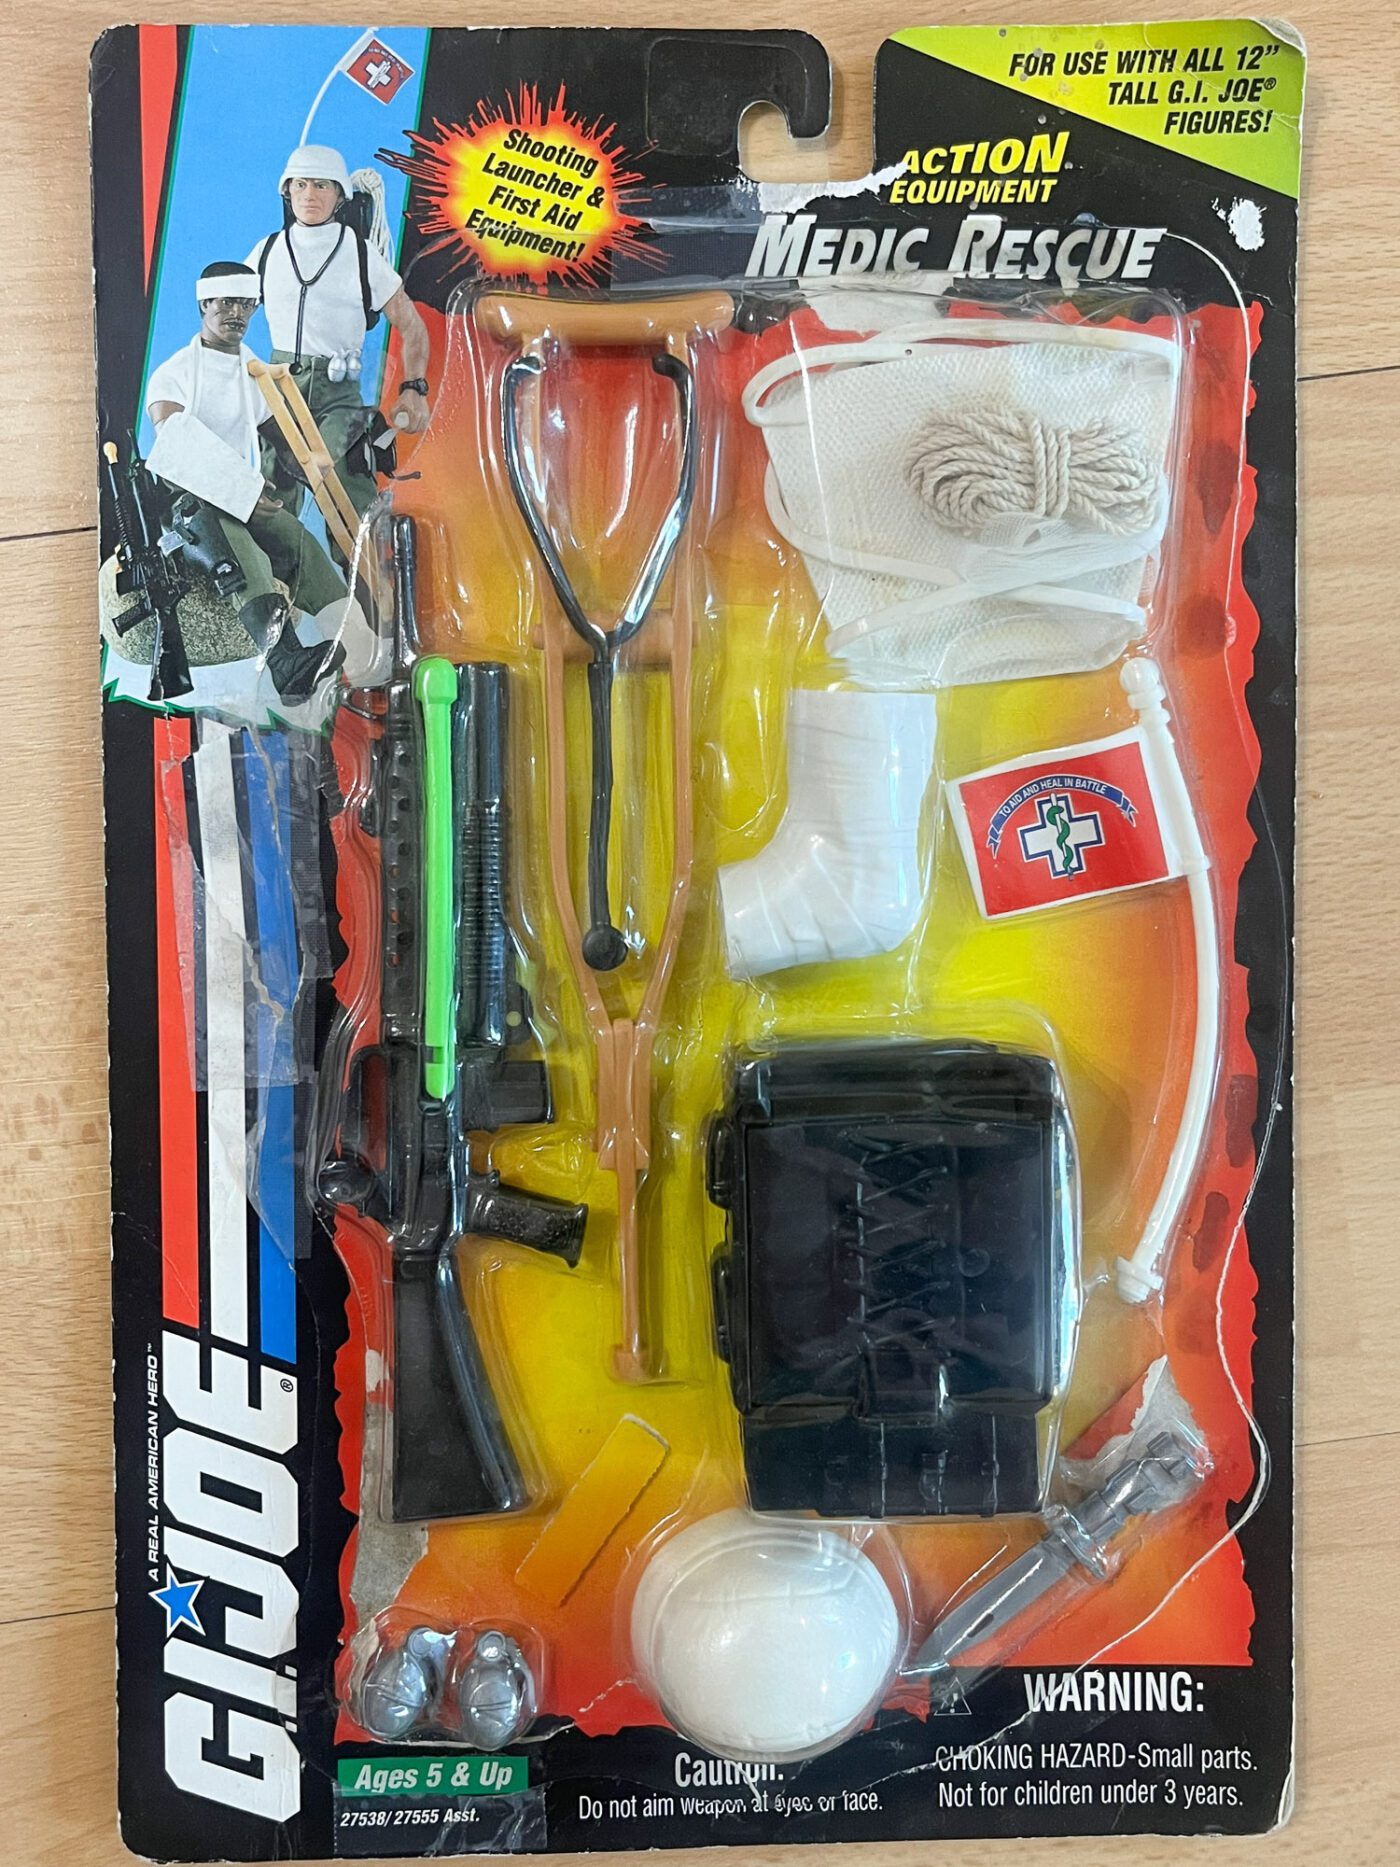 FOR USE WITH ALL 12”
TALL G.I. JOE®
FIGURES!
Shooting
Launcher &
First Aid
Equipment!
ACTION
EQUIPMENT
MEDIC RESCUE
TO AID AND HEAL IN BATTLE
A REAL AMERICAN HERO™
G.I. JOE®
Ages 5 & Up
27538/27555 Asst.
Caution:
Do not aim weapon at eyes or face.
WARNING:
CHOKING HAZARD-Small parts.
Not for children under 3 years.